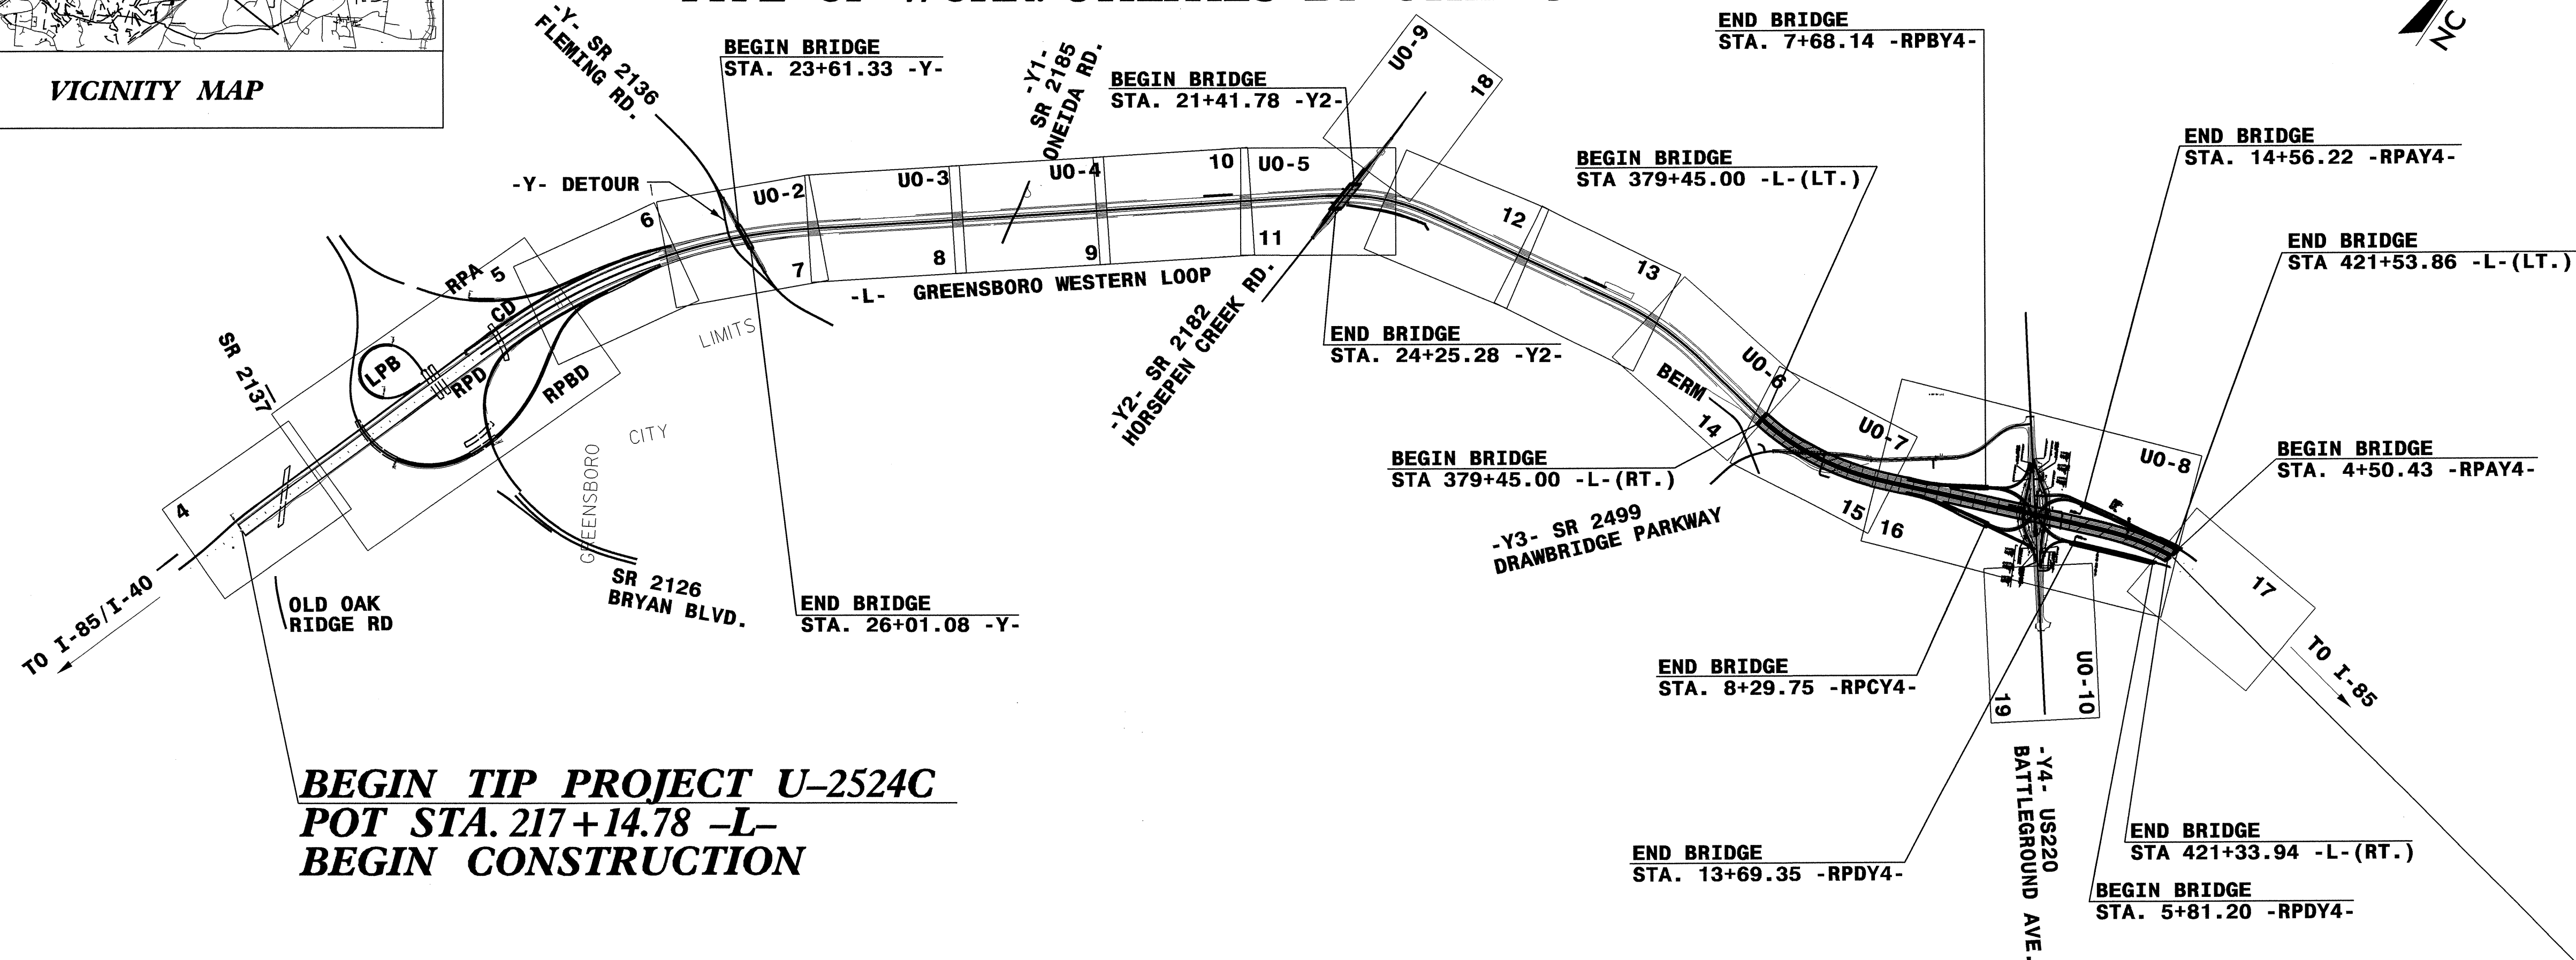 VICINITY MAP
NC
-Y- SR 2136
FLEMING RD.
BEGIN BRIDGE
STA. 23+61.33 -Y-
-Y1-
SR 2185
ONEIDA RD.
BEGIN BRIDGE
STA. 21+41.78 -Y2-
UO-9
18
END BRIDGE
STA. 7+68.14 -RPBY4-
BEGIN BRIDGE
STA 379+45.00 -L-(LT.)
END BRIDGE
STA. 14+56.22 -RPAY4-
END BRIDGE
STA 421+53.86 -L-(LT.)
-Y- DETOUR
6
UO-2
7
UO-3
8
UO-4
9
10
UO-5
11
12
13
-L- GREENSBORO WESTERN LOOP
RPA
5
CD
LPB
RPD
RPBD
SR 2137
4
LIMITS
CITY
GREENSBORO
-Y2- SR 2182
HORSEPEN CREEK RD.
END BRIDGE
STA. 24+25.28 -Y2-
UO-6
BERM
14
UO-7
15
16
UO-8
BEGIN BRIDGE
STA 379+45.00 -L-(RT.)
-Y3- SR 2499
DRAWBRIDGE PARKWAY
BEGIN BRIDGE
STA. 4+50.43 -RPAY4-
17
TO I-85
TO I-85/I-40
OLD OAK
RIDGE RD
SR 2126
BRYAN BLVD.
END BRIDGE
STA. 26+01.08 -Y-
END BRIDGE
STA. 8+29.75 -RPCY4-
19
UO-10
-Y4- US220
BATTLEGROUND AVE.
BEGIN TIP PROJECT U–2524C
POT STA. 217+14.78 –L–
BEGIN CONSTRUCTION
END BRIDGE
STA. 13+69.35 -RPDY4-
END BRIDGE
STA 421+33.94 -L-(RT.)
BEGIN BRIDGE
STA. 5+81.20 -RPDY4-